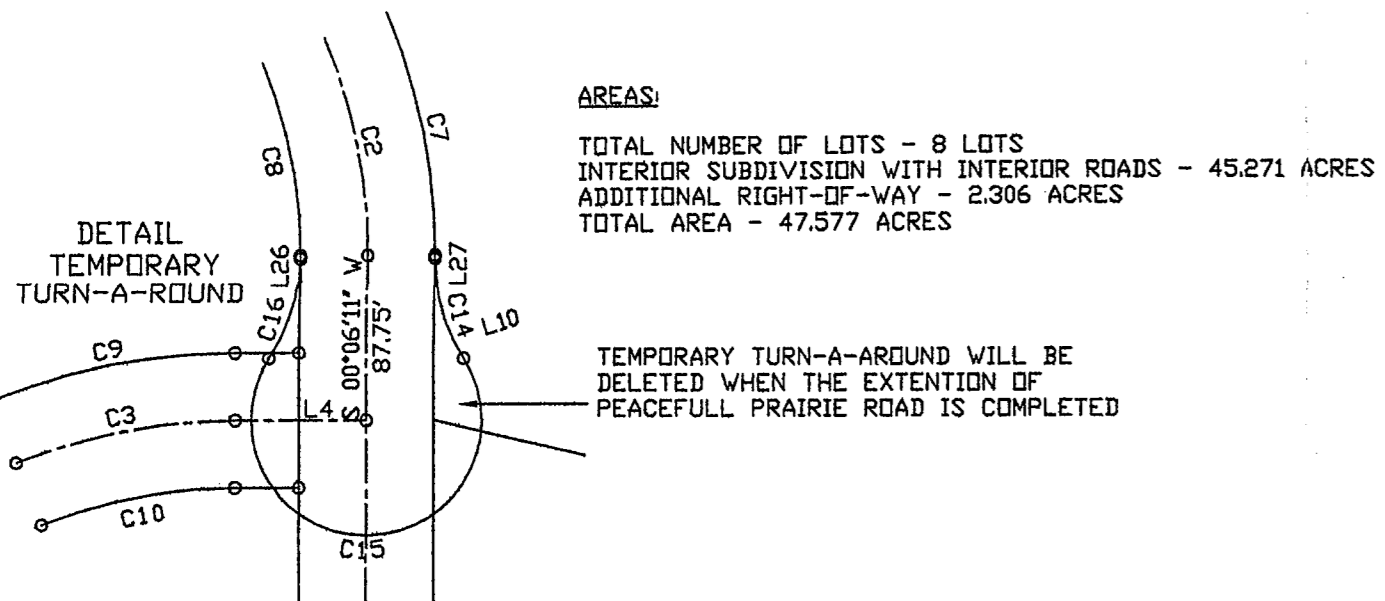 AREAS:
TOTAL NUMBER OF LOTS - 8 LOTS
INTERIOR SUBDIVISION WITH INTERIOR ROADS - 45.271 ACRES
ADDITIONAL RIGHT-OF-WAY - 2.306 ACRES
TOTAL AREA - 47.577 ACRES
C8
C2
C7
DETAIL
TEMPORARY
TURN-A-ROUND
L26
L27
C16
C14
L10
S 00°06'11" W
87.75'
C9
L4
C3
C10
C15
TEMPORARY TURN-A-AROUND WILL BE
DELETED WHEN THE EXTENTION OF
PEACEFULL PRAIRIE ROAD IS COMPLETED